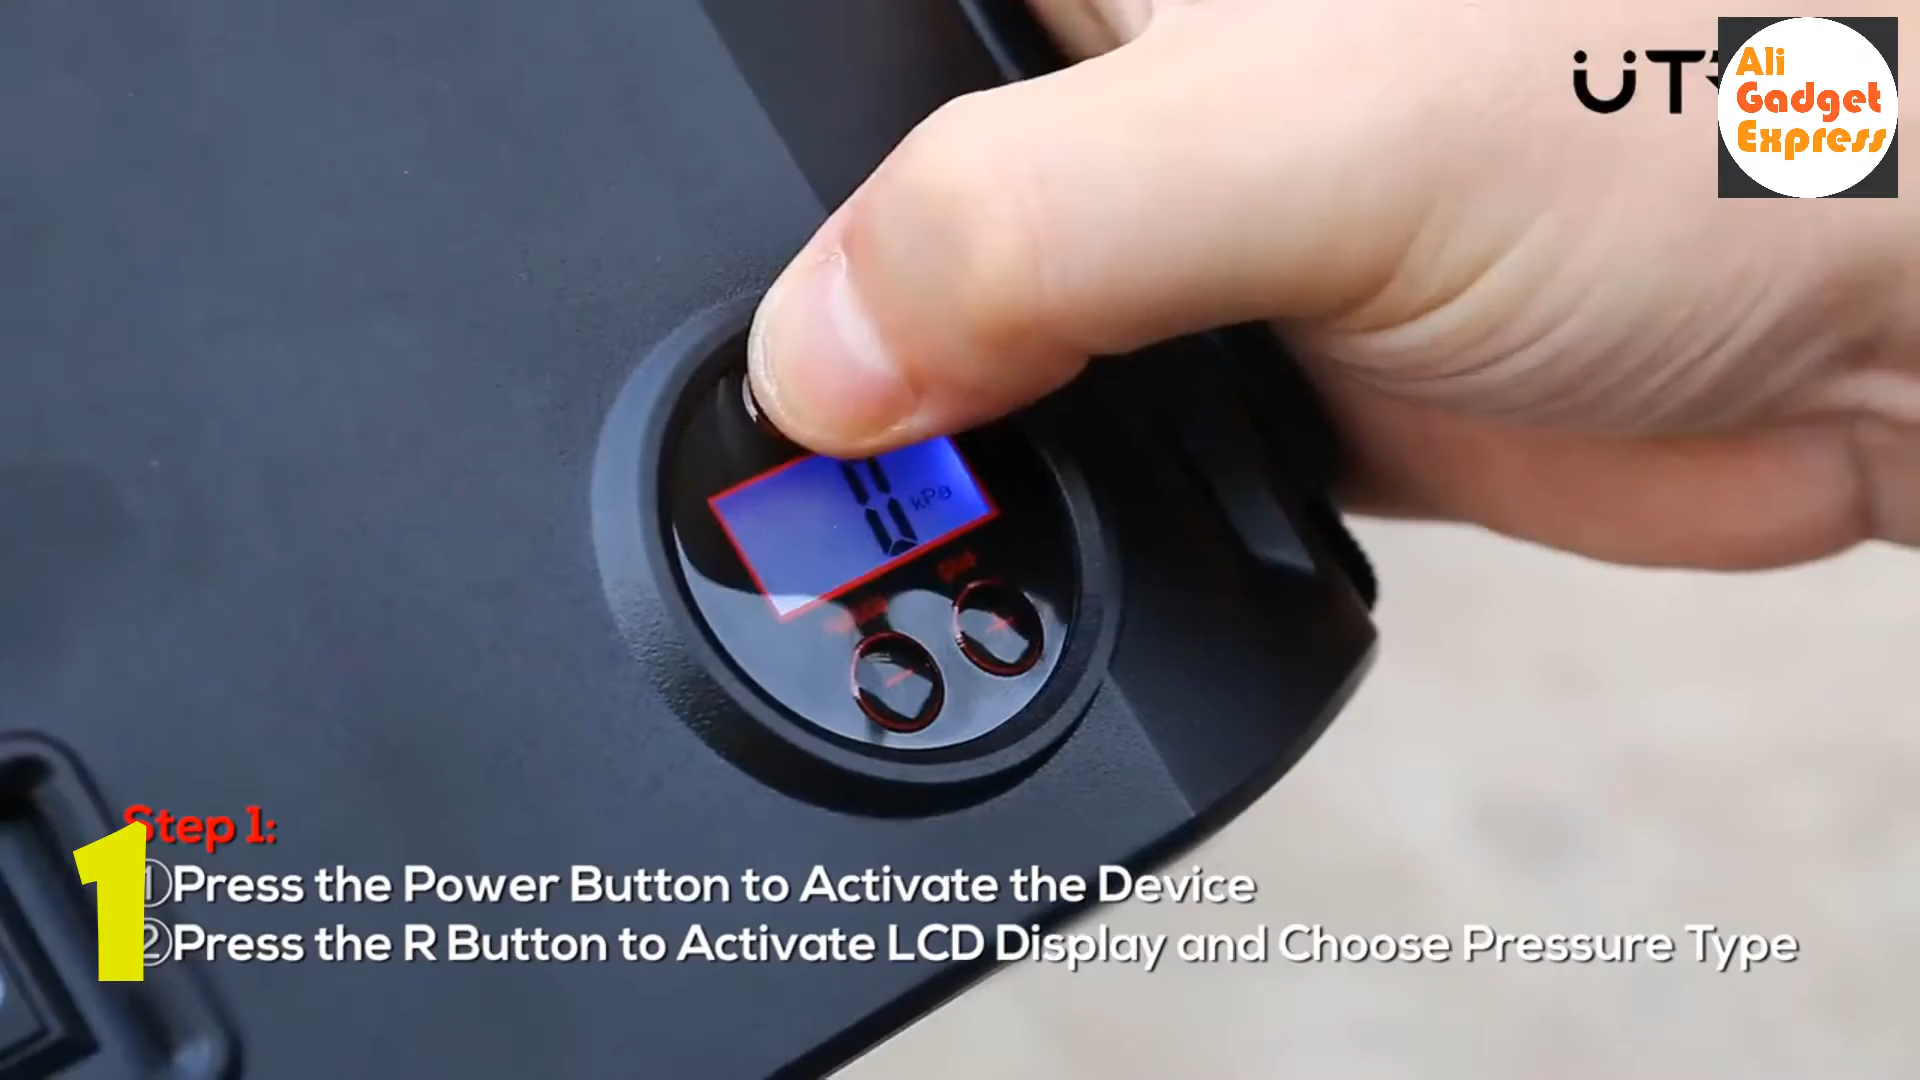 Ali
Gadget
Express
kPa
Step 1:
①Press the Power Button to Activate the Device
②Press the R Button to Activate LCD Display and Choose Pressure Type
1